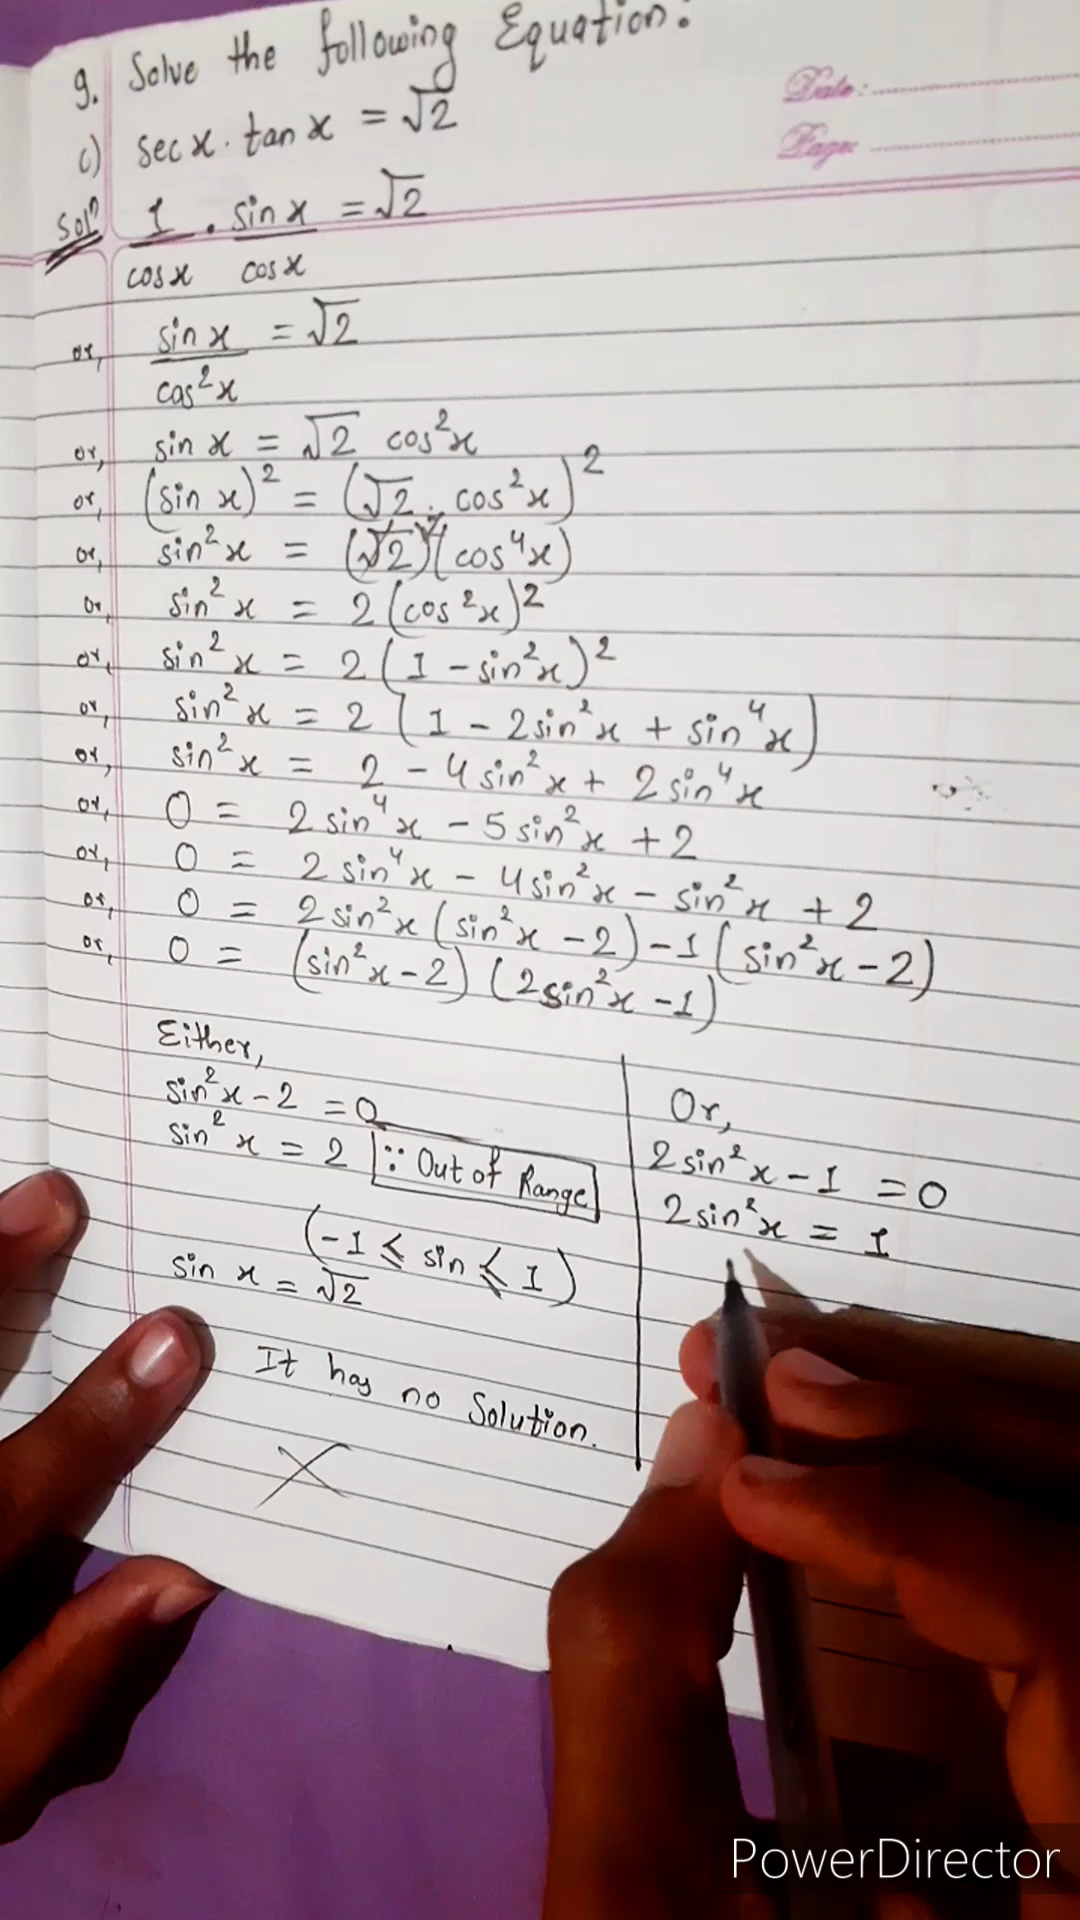 9. Solve the following Equation:
Date:
c) sec x . tan x = √2
Page:
Solⁿ 1/cos x . sin x/cos x = √2
or, sin x/cos²x = √2
or, sin x = √2 cos²x
or, (sin x)² = (√2 . cos²x)²
or, sin²x = (√2)²(cos⁴x)
or, sin²x = 2(cos²x)²
or, sin²x = 2(1 - sin²x)²
or, sin²x = 2(1 - 2sin²x + sin⁴x)
or, sin²x = 2 - 4sin²x + 2sin⁴x
or, 0 = 2sin⁴x - 5sin²x + 2
or, 0 = 2sin⁴x - 4sin²x - sin²x + 2
or, 0 = 2sin²x(sin²x - 2) - 1(sin²x - 2)
or, 0 = (sin²x - 2)(2sin²x - 1)
Either,
sin²x - 2 = 0
sin²x = 2 ∵ Out of Range
(-1 ≤ sin ≤ 1)
sin x = √2
It has no Solution.
Or,
2sin²x - 1 = 0
2sin²x = 1
PowerDirector